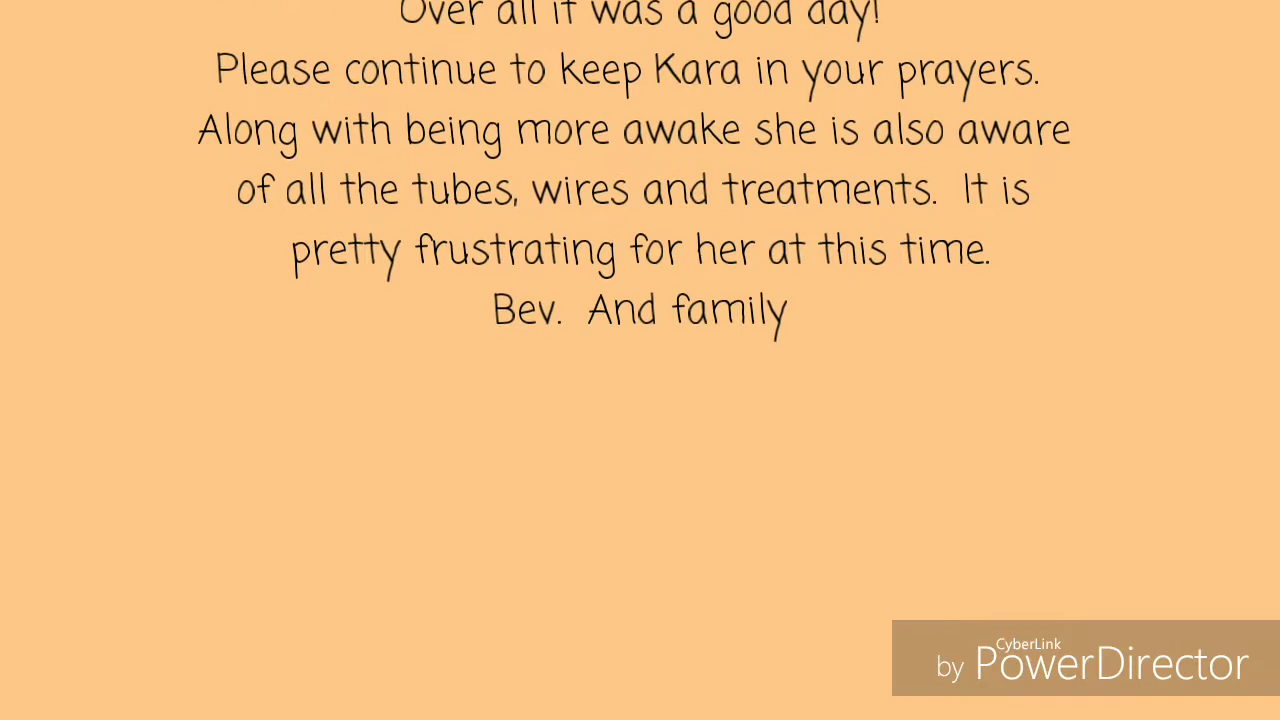 Over all it was a good day!
Please continue to keep Kara in your prayers.
Along with being more awake she is also aware
of all the tubes, wires and treatments.  It is
pretty frustrating for her at this time.
Bev.  And family
CyberLink
by PowerDirector